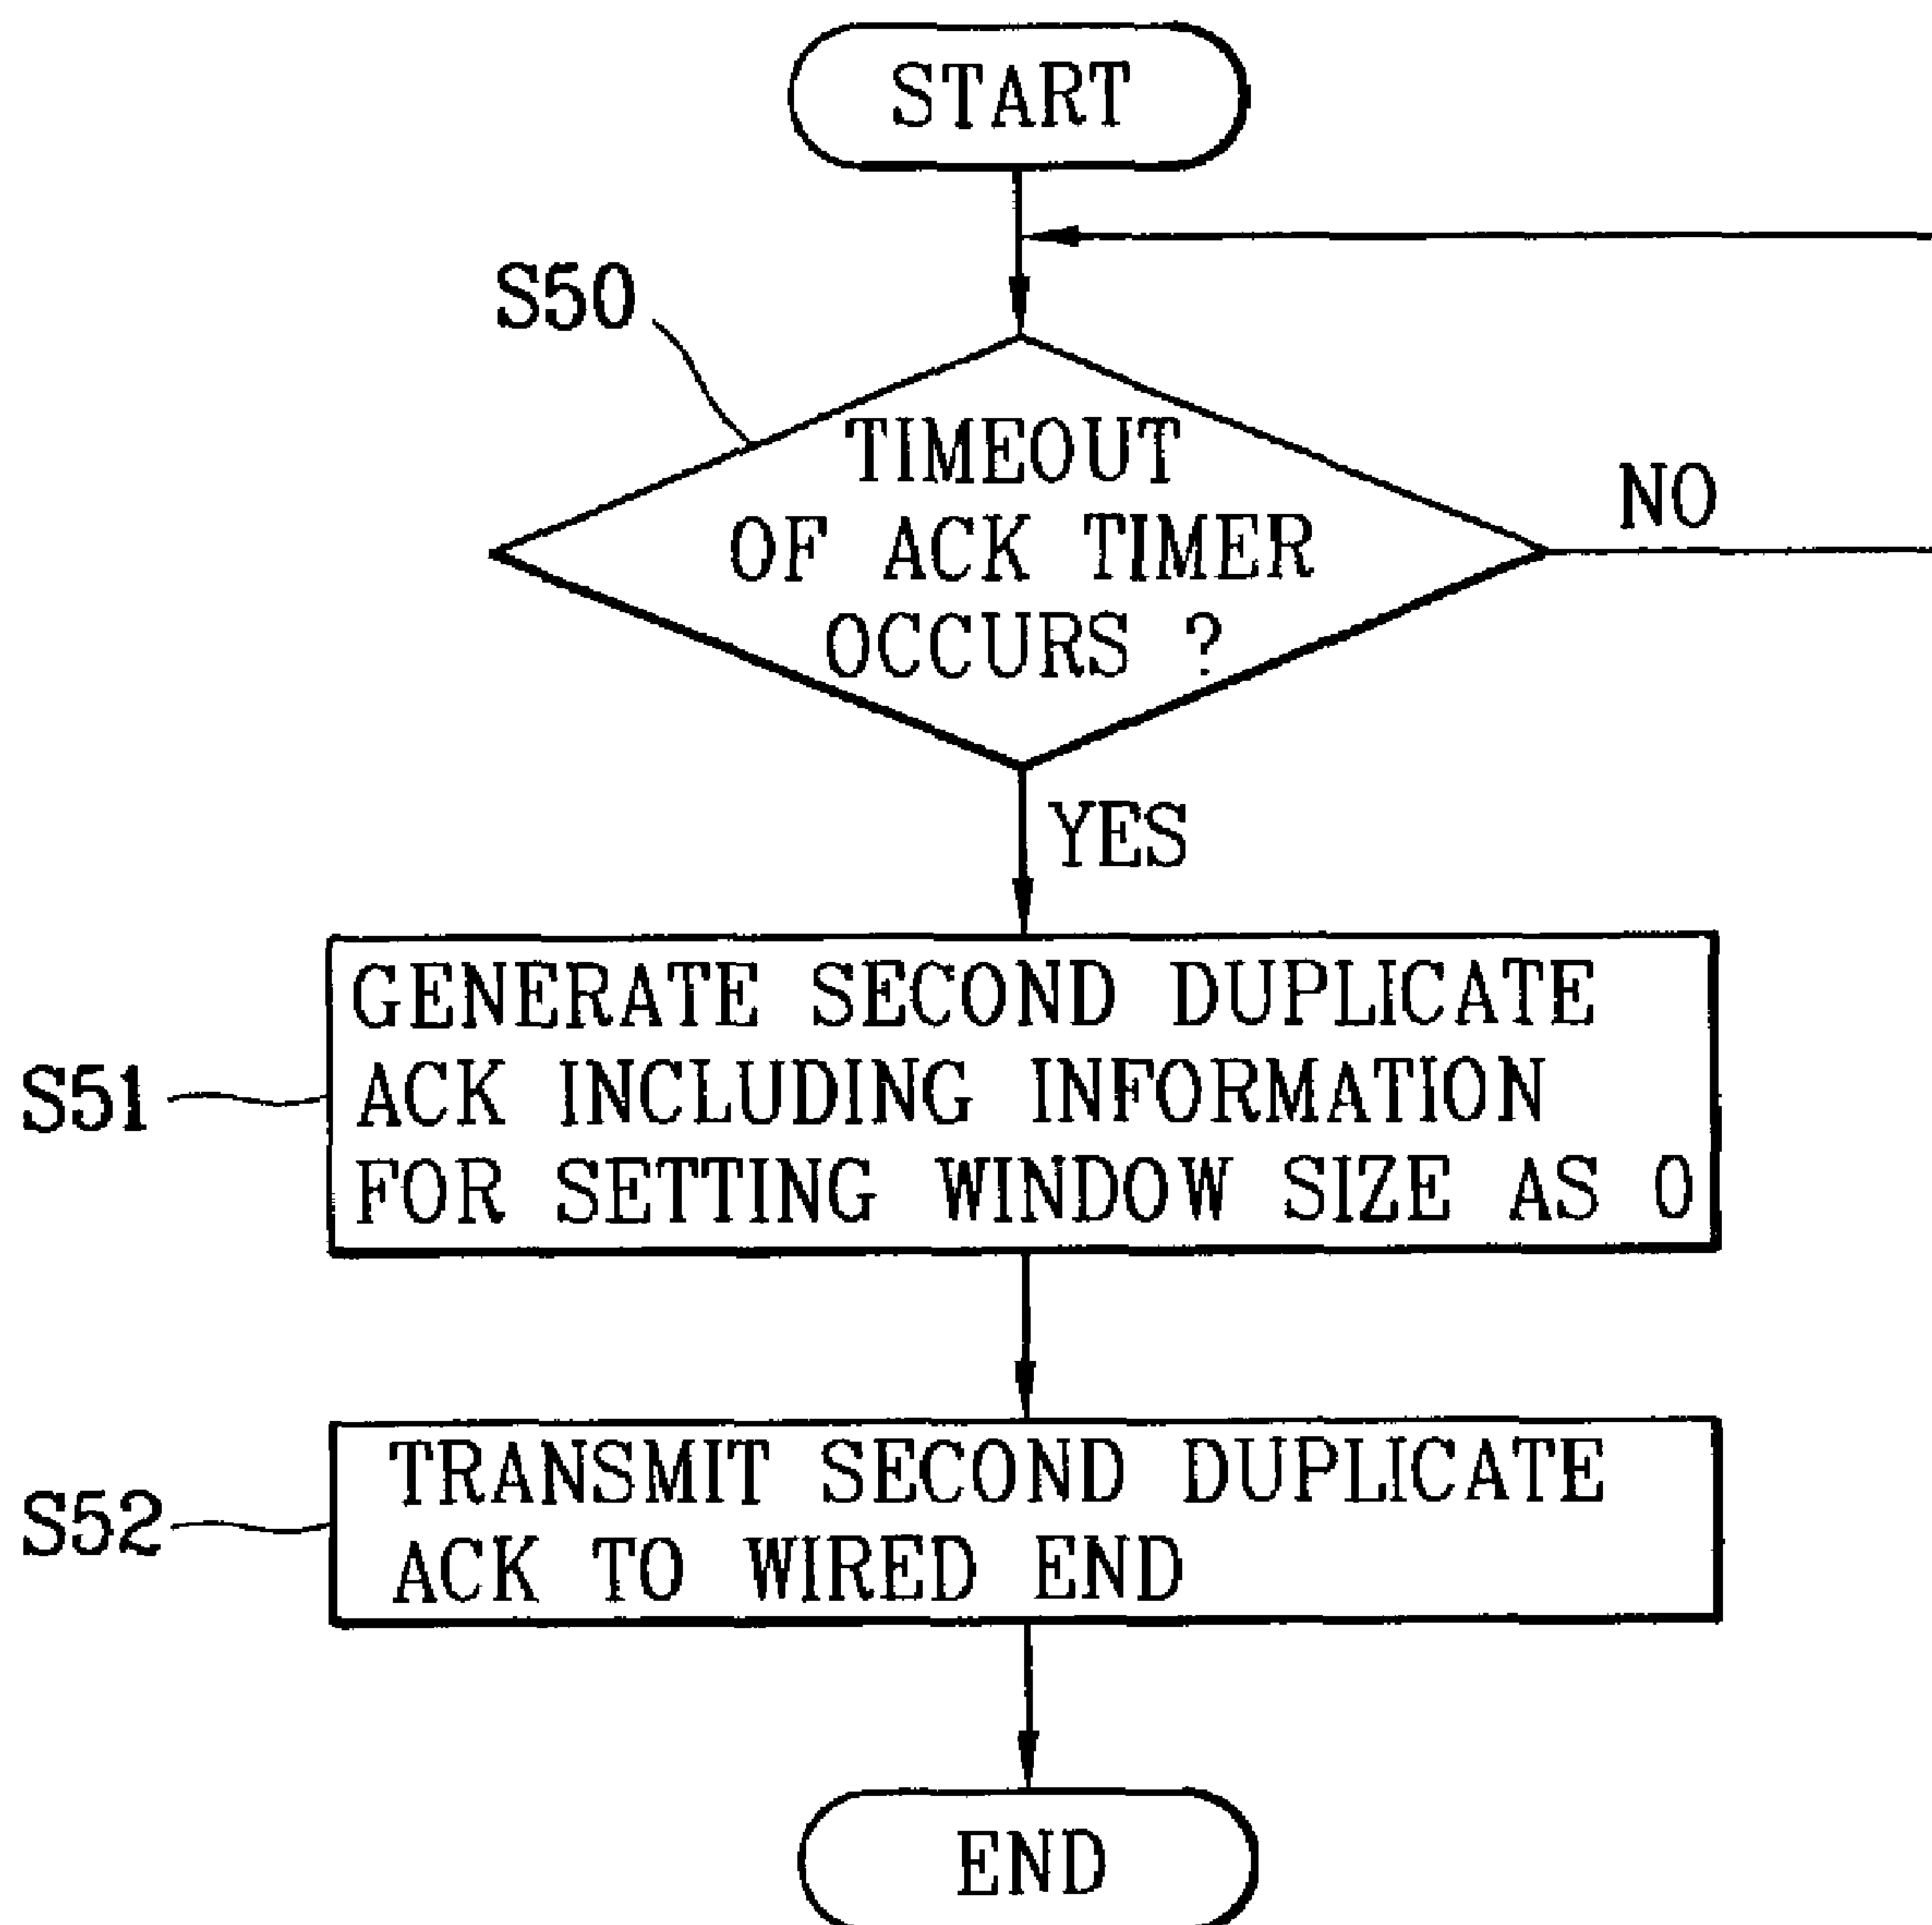 START
S50
TIMEOUT
OF ACK TIMER
OCCURS ?
NO
YES
GENERATE SECOND DUPLICATE
ACK INCLUDING INFORMATION
FOR SETTING WINDOW SIZE AS 0
S51
TRANSMIT SECOND DUPLICATE
ACK TO WIRED END
S52
END